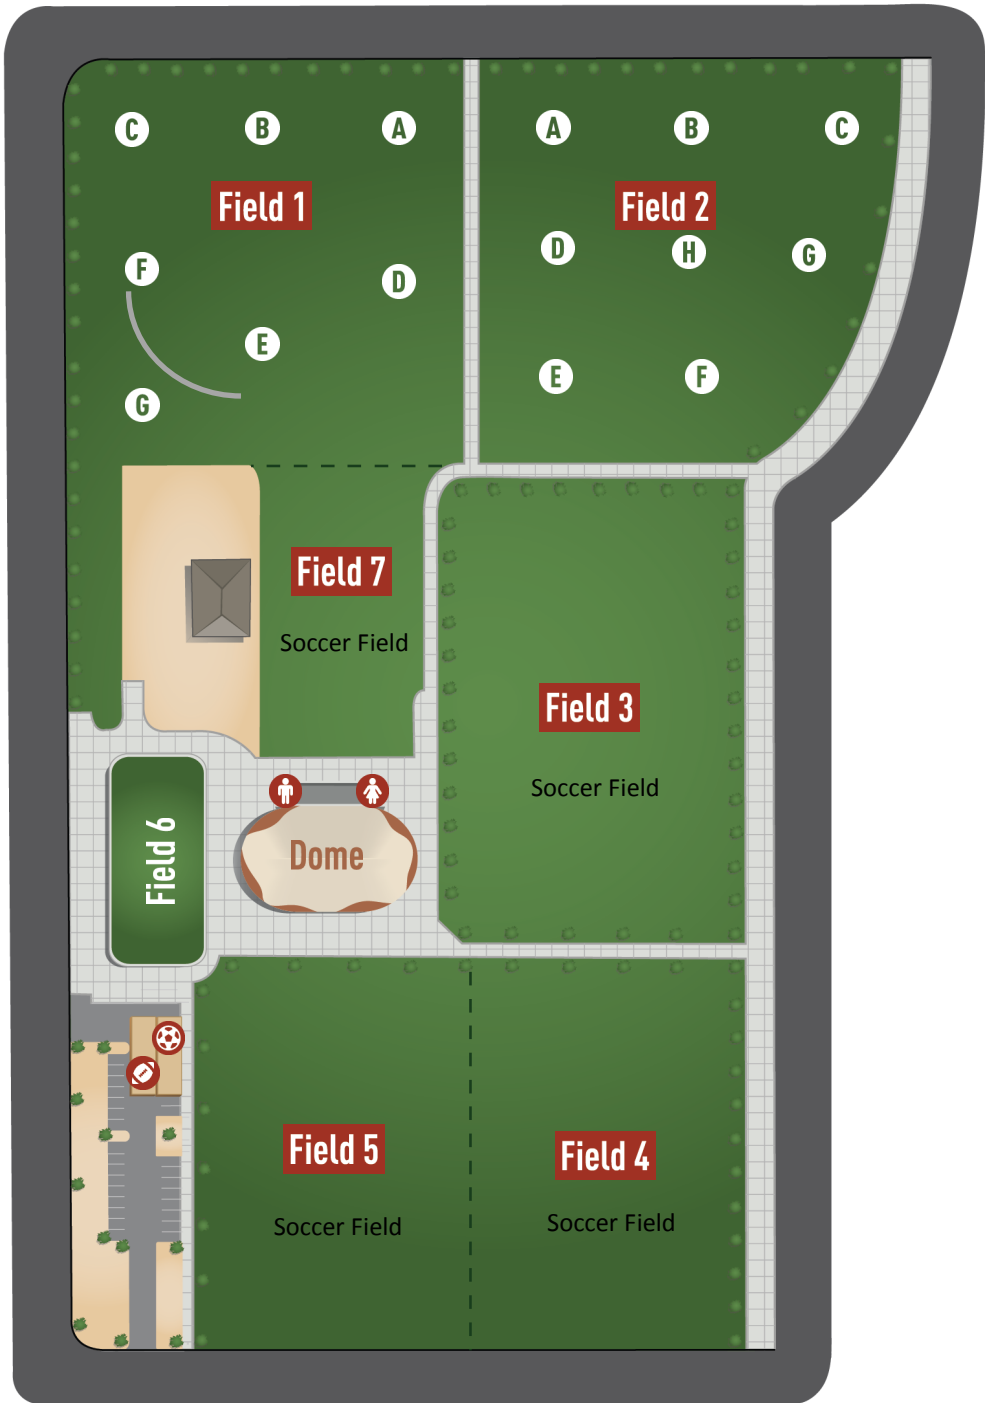 C B A
A B C
Field 1
Field 2
D H G
F
D
E
E F
G
Field 7
Soccer Field
Field 3
Soccer Field
Field 6
Dome
Field 5
Soccer Field
Field 4
Soccer Field